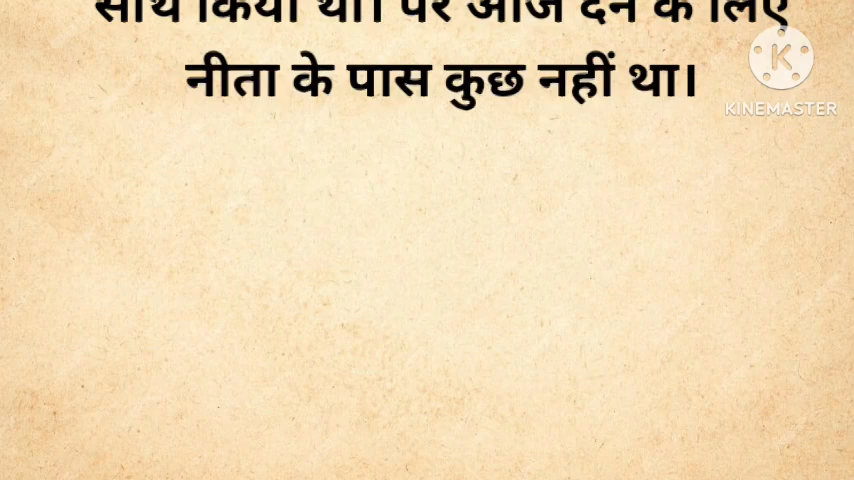 साथ किया था। पर आज देने के लिए
नीता के पास कुछ नहीं था।
KINEMASTER